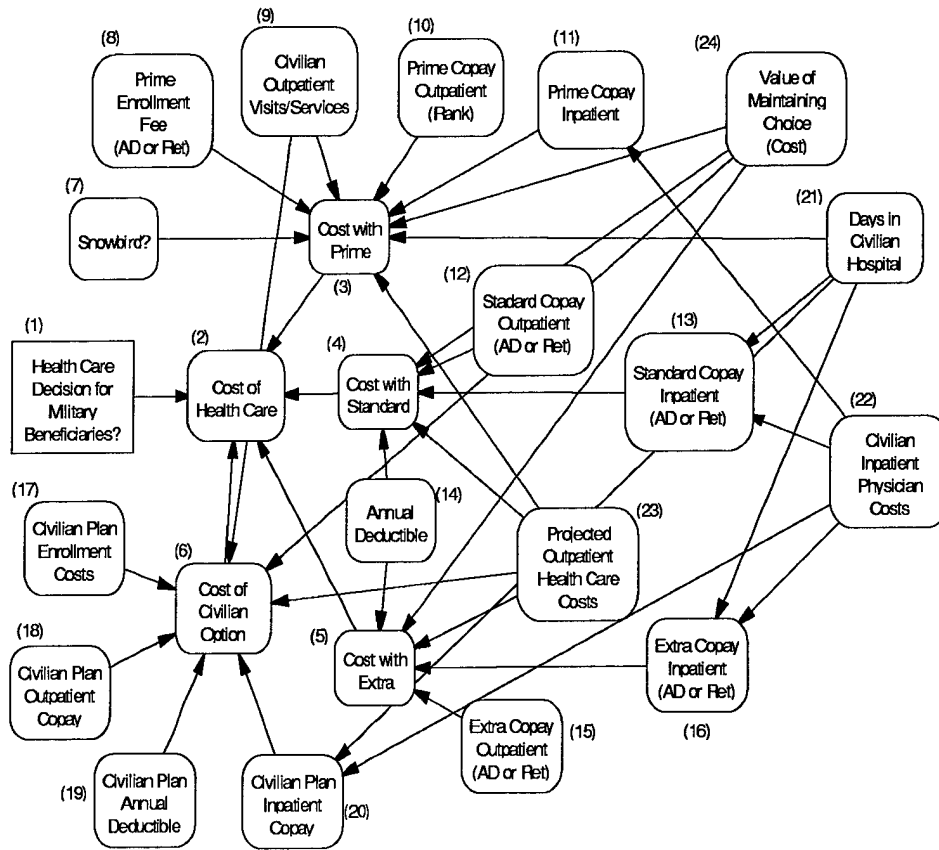 (9)
(8)
(10)
(11)
(24)
Prime
Enrollment
Fee
(AD or Ret)
Civilian
Outpatient
Visits/Services
Prime Copay
Outpatient
(Rank)
Prime Copay
Inpatient
Value of
Maintaining
Choice
(Cost)
(7)
Snowbird?
Cost with
Prime
(3)
(21)
Days in
Civilian
Hospital
(12)
Stadard Copay
Outpatient
(AD or Ret)
(1)
Health Care
Decision for
Military
Beneficiaries?
(2)
Cost of
Health Care
(4)
Cost with
Standard
(13)
Standard Copay
Inpatient
(AD or Ret)
(22)
Civilian
Inpatient
Physician
Costs
(17)
Civilian Plan
Enrollment
Costs
(14)
Annual
Deductible
(23)
Projected
Outpatient
Health Care
Costs
(6)
Cost of
Civilian
Option
(18)
Civilian Plan
Outpatient
Copay
(5)
Cost with
Extra
Extra Copay
Inpatient
(AD or Ret)
(16)
(15)
Extra Copay
Outpatient
(AD or Ret)
(19)
Civilian Plan
Annual
Deductible
Civilian Plan
Inpatient
Copay
(20)